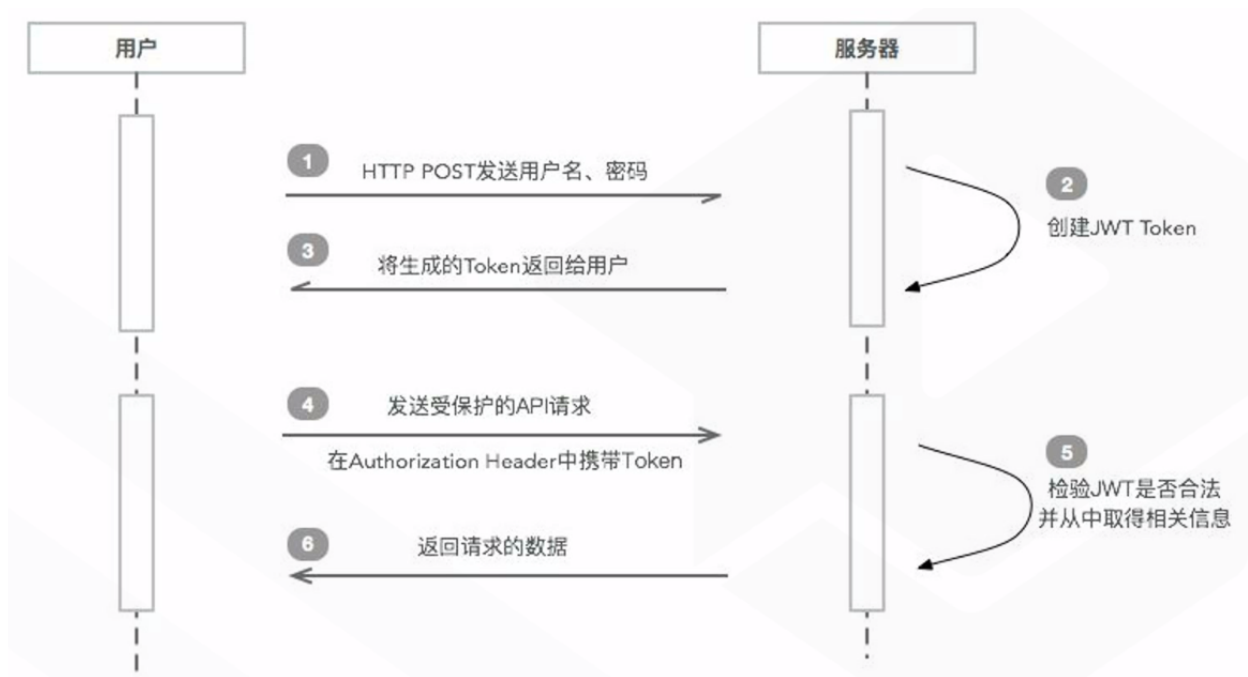 用户
服务器
1
HTTP POST发送用户名、密码
2
创建JWT Token
3
将生成的Token返回给用户
4
发送受保护的API请求
在Authorization Header中携带Token
5
检验JWT是否合法
并从中取得相关信息
6
返回请求的数据